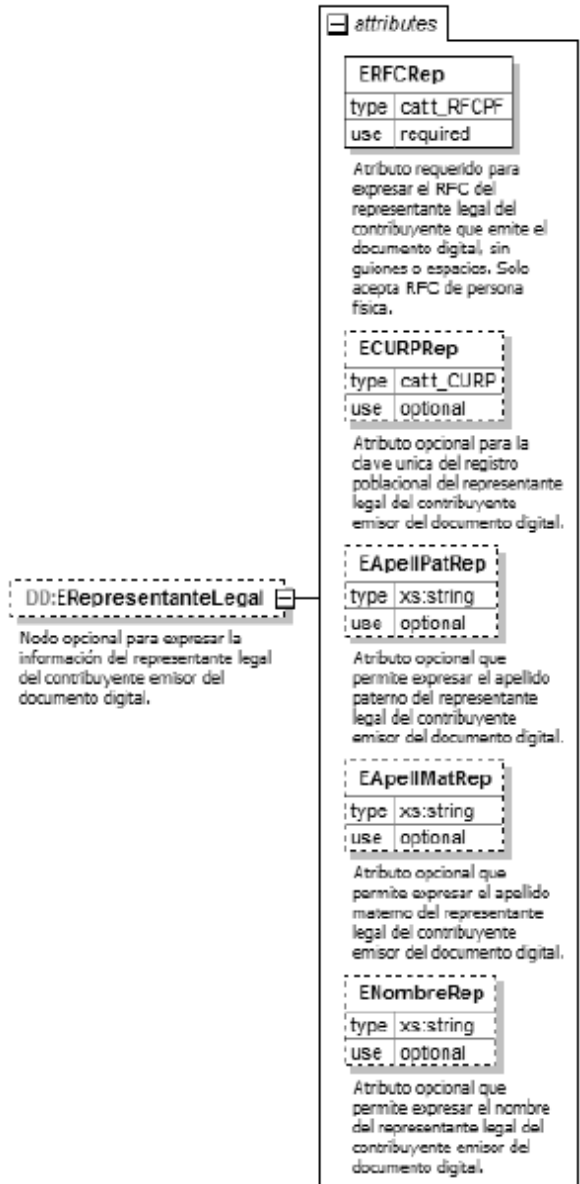 attributes
ERFCRep
type catt_RFCPF
use required
Atributo requerido para
expresar el RFC del
representante legal del
contribuyente que emite el
documento digital, sin
guiones o espacios. Solo
acepta RFC de persona
física.
ECURPRep
type catt_CURP
use optional
Atributo opcional para la
clave unica del registro
poblacional del representante
legal del contribuyente
emisor del documento digital.
EApellPatRep
type xs:string
use optional
Atributo opcional que
permite expresar el apellido
paterno del representante
legal del contribuyente
emisor del documento digital.
DD:ERepresentanteLegal
Nodo opcional para expresar la
información del representante legal
del contribuyente emisor del
documento digital.
EApellMatRep
type xs:string
use optional
Atributo opcional que
permite expresar el apellido
materno del representante
legal del contribuyente
emisor del documento digital.
ENombreRep
type xs:string
use optional
Atributo opcional que
permite expresar el nombre
del representante legal del
contribuyente emisor del
documento digital.